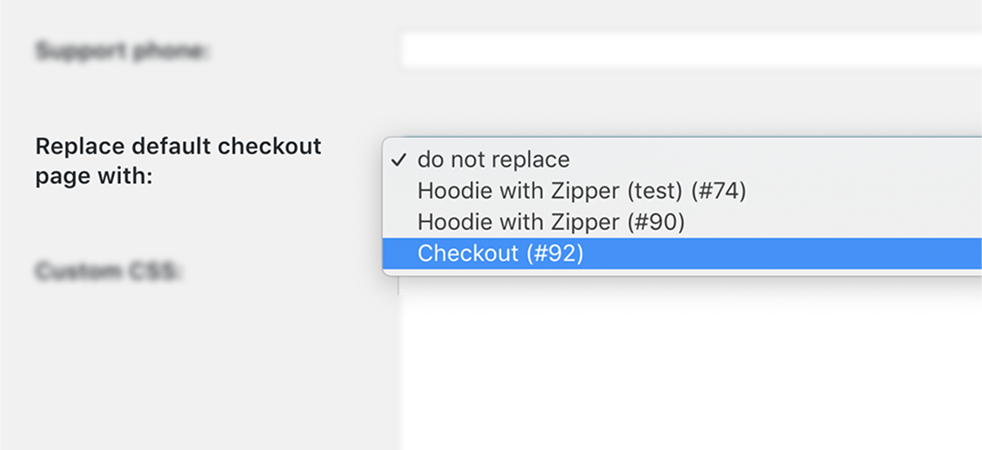 Support phone:
Replace default checkout
page with:
✓ do not replace
Hoodie with Zipper (test) (#74)
Hoodie with Zipper (#90)
Checkout (#92)
Custom CSS: